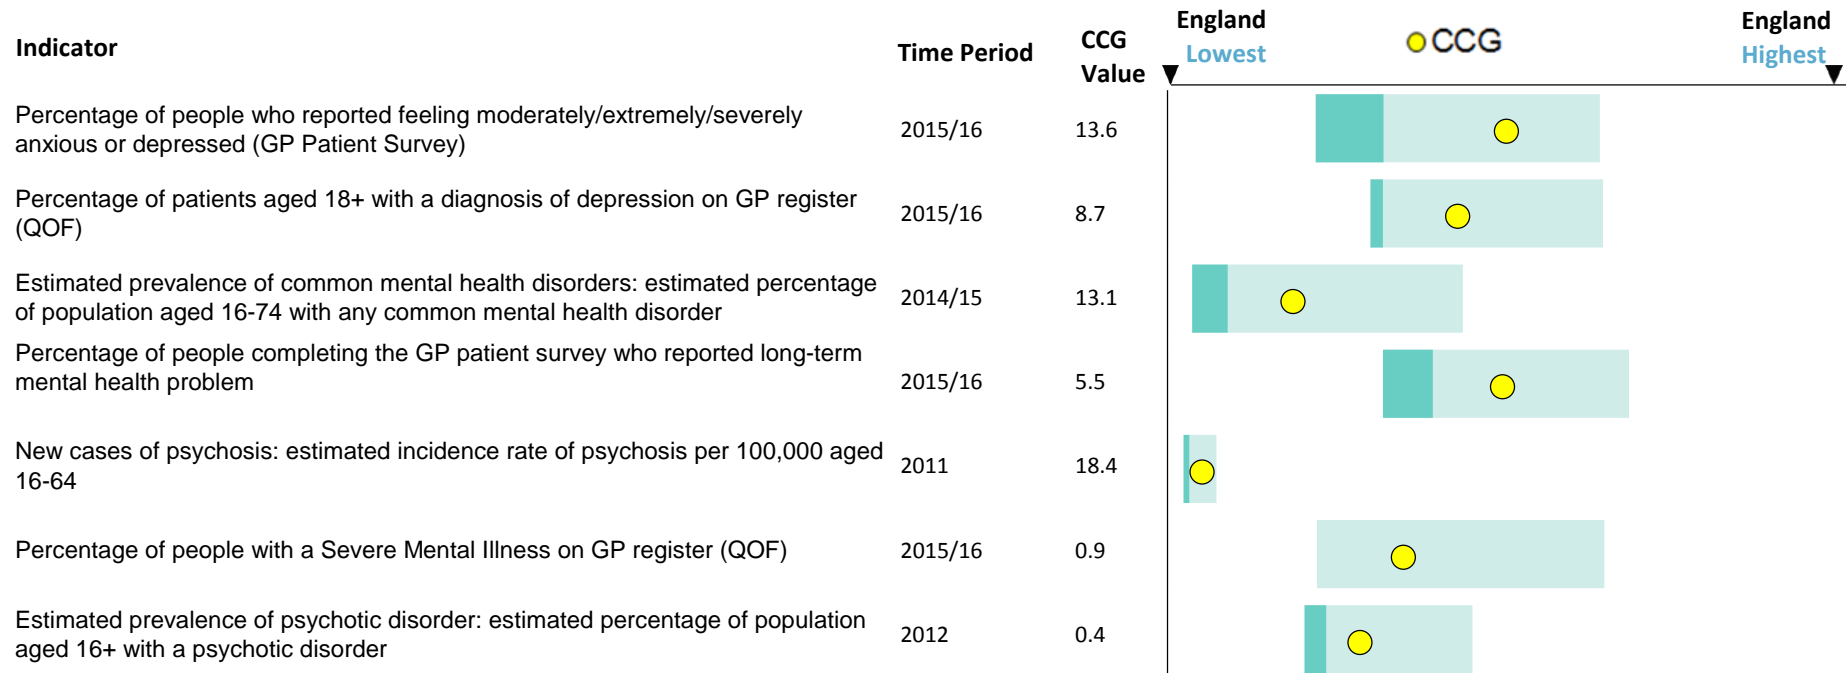 Indicator
Time Period
CCG
Value
England
Lowest
CCG
England
Highest
Percentage of people who reported feeling moderately/extremely/severely
anxious or depressed (GP Patient Survey)
2015/16
13.6
Percentage of patients aged 18+ with a diagnosis of depression on GP register
(QOF)
2015/16
8.7
Estimated prevalence of common mental health disorders: estimated percentage
of population aged 16-74 with any common mental health disorder
2014/15
13.1
Percentage of people completing the GP patient survey who reported long-term
mental health problem
2015/16
5.5
New cases of psychosis: estimated incidence rate of psychosis per 100,000 aged
16-64
2011
18.4
Percentage of people with a Severe Mental Illness on GP register (QOF)
2015/16
0.9
Estimated prevalence of psychotic disorder: estimated percentage of population
aged 16+ with a psychotic disorder
2012
0.4